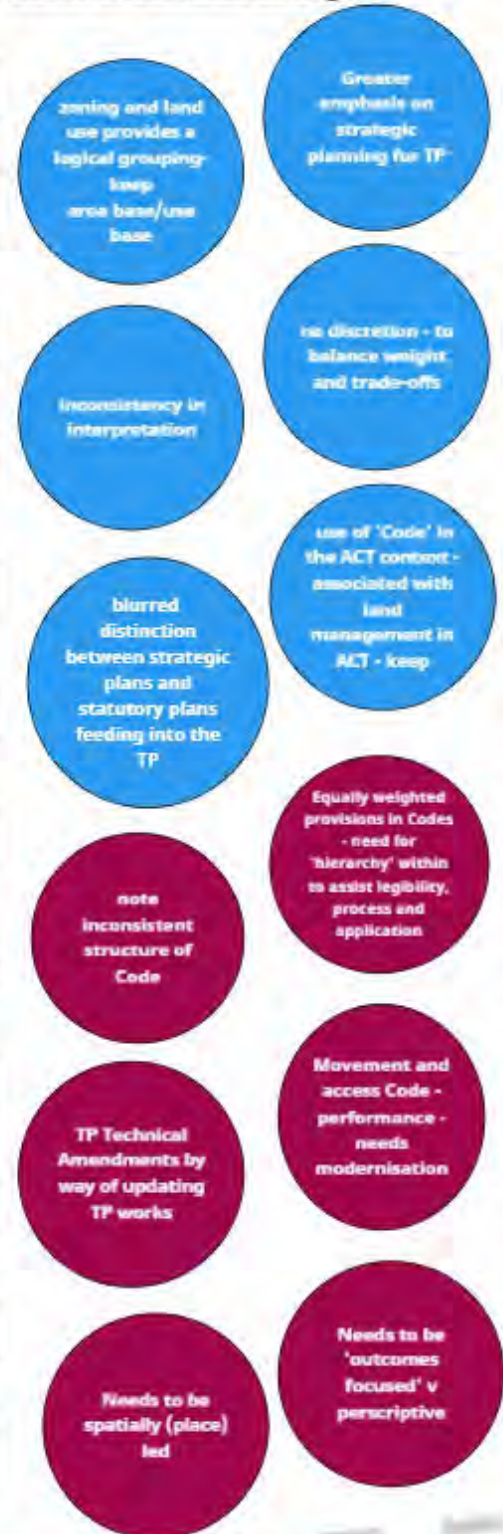 zoning and land
use provides a
logical grouping-
keep
area base/use
base
Greater
emphasis on
strategic
planning for TP
inconsistency in
interpretation
no discretion - to
balance weight
and trade-offs
blurred
distinction
between strategic
plans and
statutory plans
feeding into the
TP
use of 'Code' in
the ACT context -
associated with
land
management in
ACT - keep
note
inconsistent
structure of
Code
Equally weighted
provisions in Codes
- need for
'hierarchy' within
to assist legibility,
process and
application
TP Technical
Amendments by
way of updating
TP works
Movement and
access Code -
performance -
needs
modernisation
Needs to be
spatially (place)
led
Needs to be
'outcomes
focused' v
perscriptive